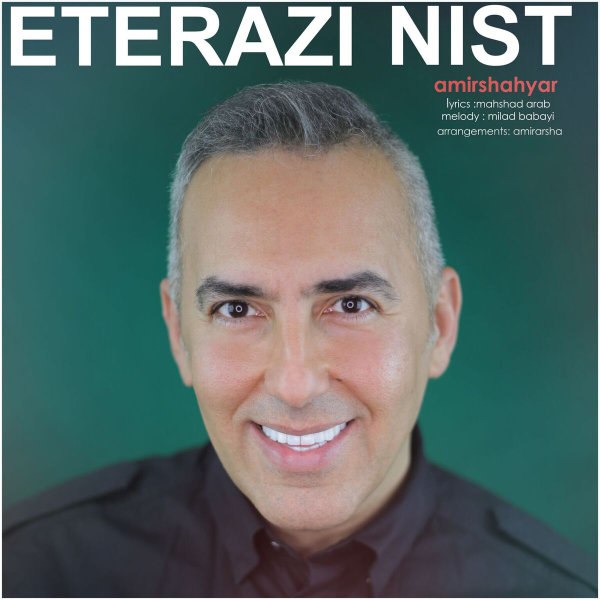 ETERAZI NIST
amirshahyar
lyrics :mahshad arab
melody : milad babayi
arrangements: amirarsha